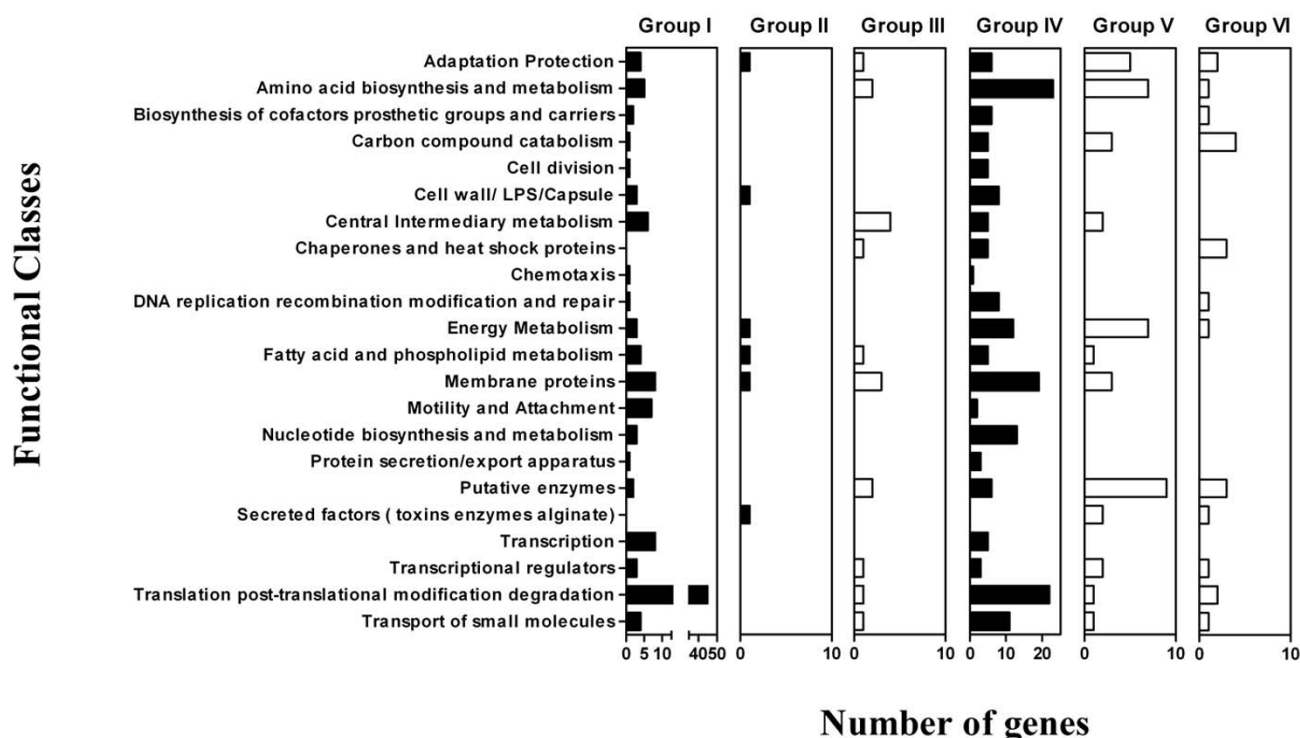 Group I Group II Group III Group IV Group V Group VI
Functional Classes
Adaptation Protection
Amino acid biosynthesis and metabolism
Biosynthesis of cofactors prosthetic groups and carriers
Carbon compound catabolism
Cell division
Cell wall/ LPS/Capsule
Central Intermediary metabolism
Chaperones and heat shock proteins
Chemotaxis
DNA replication recombination modification and repair
Energy Metabolism
Fatty acid and phospholipid metabolism
Membrane proteins
Motility and Attachment
Nucleotide biosynthesis and metabolism
Protein secretion/export apparatus
Putative enzymes
Secreted factors ( toxins enzymes alginate)
Transcription
Transcriptional regulators
Translation post-translational modification degradation
Transport of small molecules
0 5 10 40 50 0 10 0 10 0 10 20 0 10 0 10
Number of genes